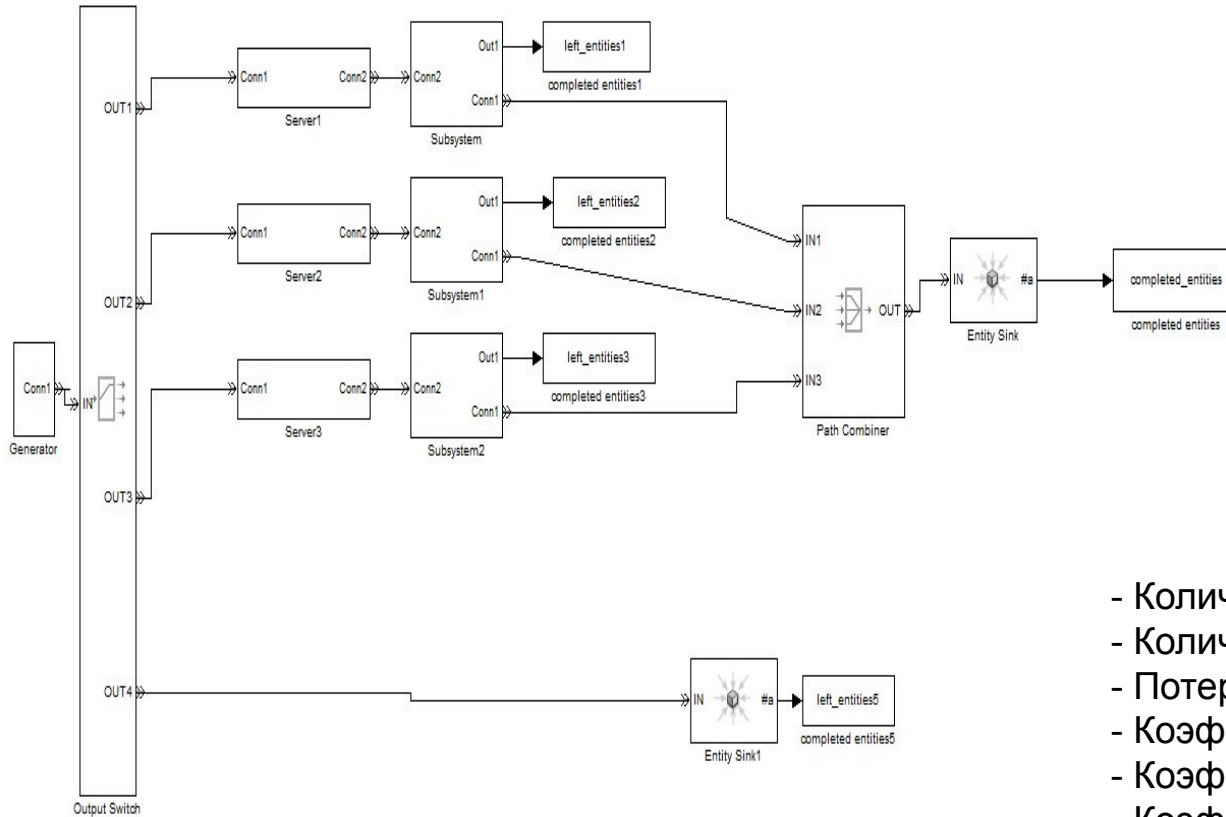 Out1
left_entities1
completed entities1
OUT1
Conn1 Conn2
Server1
Conn2
Conn1
Subsystem
Out1
left_entities2
completed entities2
OUT2
Conn1 Conn2
Server2
Conn2
Conn1
Subsystem1
IN1
IN2 OUT
IN3
Path Combiner
IN #a
Entity Sink
completed_entities
completed entities
Out1
left_entities3
completed entities3
Conn1
Generator
IN
Conn1 Conn2
Server3
Conn2
Conn1
Subsystem2
OUT3
OUT4
IN #a
Entity Sink1
left_entities5
completed entities5
Output Switch
- Колич
- Колич
- Потер
- Коэф
- Коэф